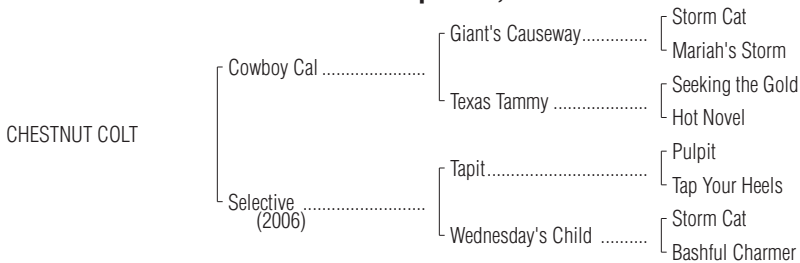 Storm Cat
Giant's Causeway..............
Mariah's Storm
Cowboy Cal ......................
Seeking the Gold
Texas Tammy ....................
Hot Novel
CHESTNUT COLT
Pulpit
Tapit.............................
Tap Your Heels
Selective ..........................
(2006)
Storm Cat
Wednesday's Child ..........
Bashful Charmer